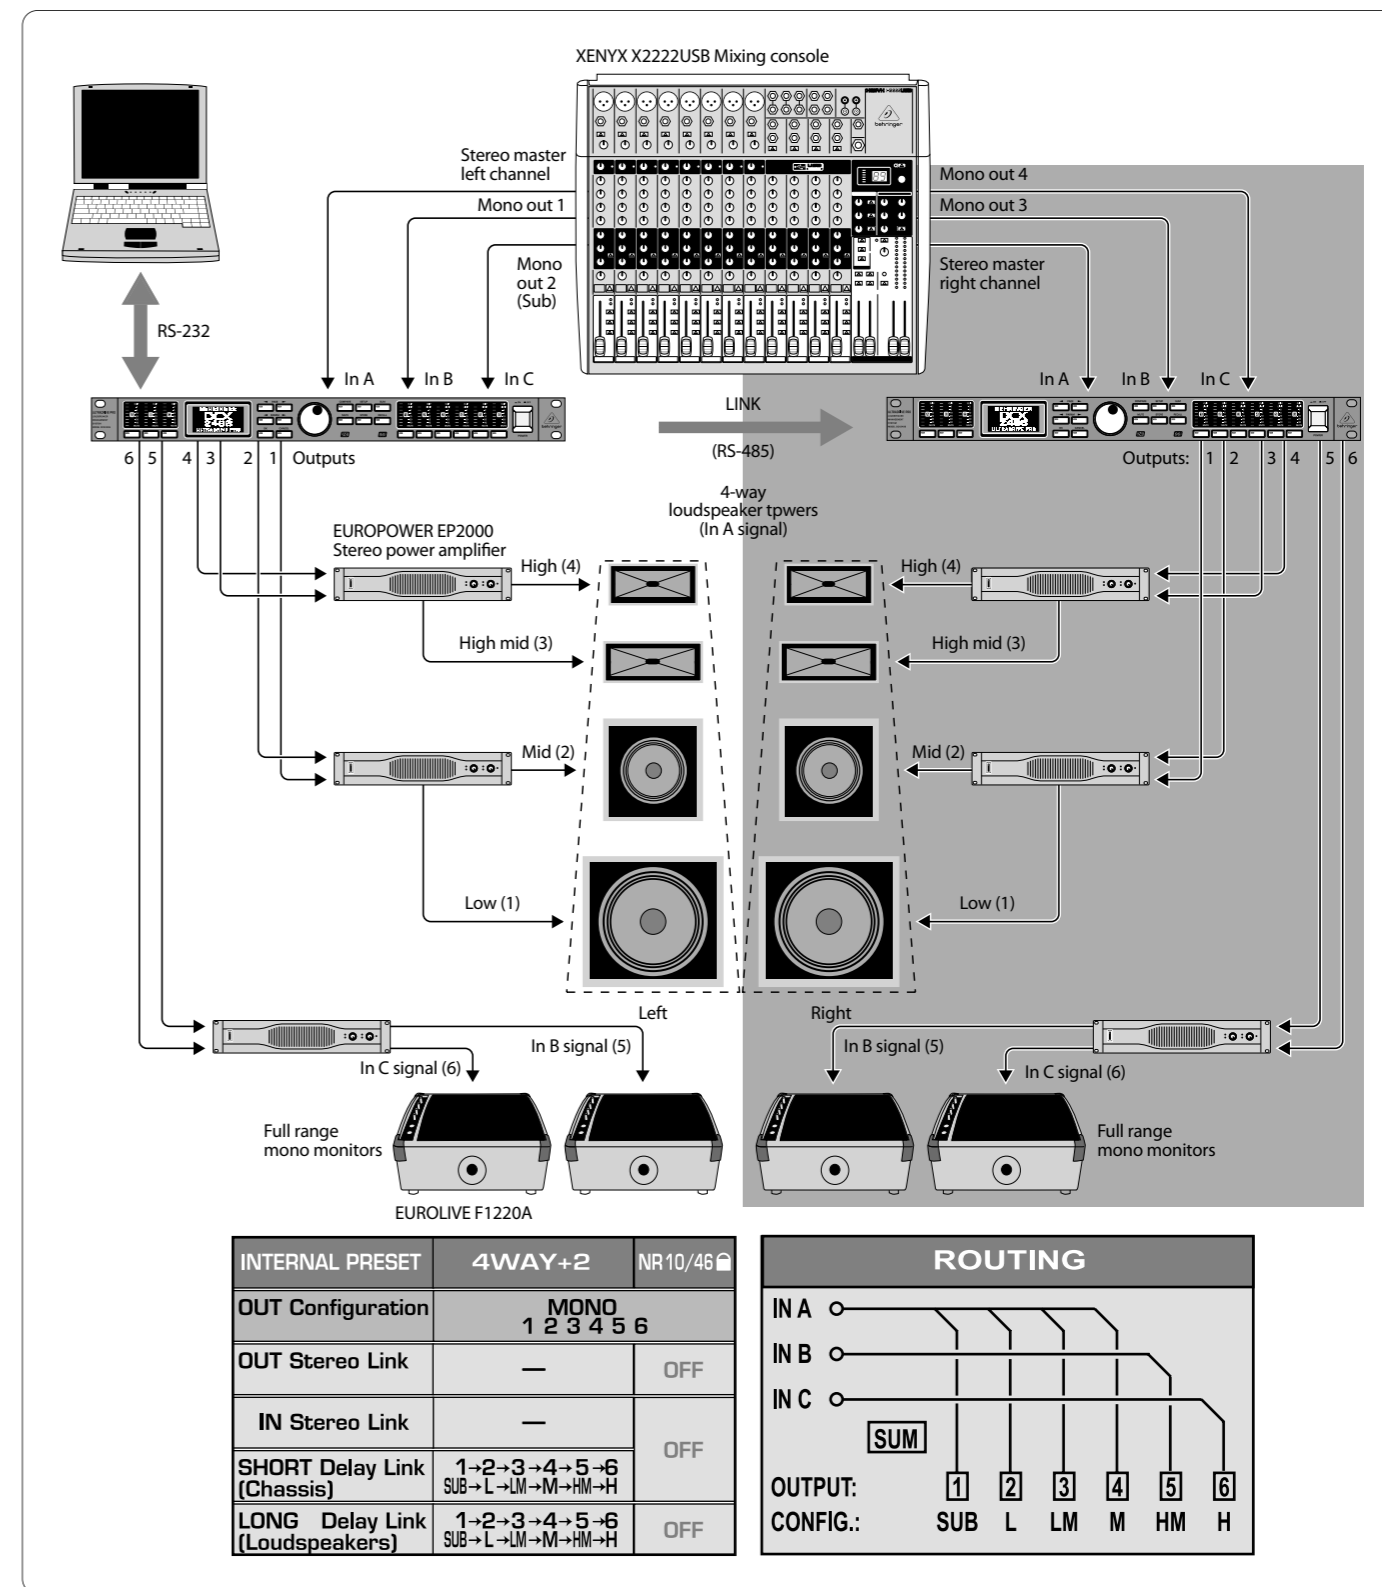 XENYX X2222USB Mixing console
behringer
Stereo master
left channel
Mono out 1
Mono
out 2
(Sub)
Mono out 4
Mono out 3
Stereo master
right channel
RS-232
In A
In B
In C
In A
In B
In C
LINK
(RS-485)
6 5 4 3 2 1 Outputs
Outputs: 1 2 3 4 5 6
4-way
loudspeaker tpwers
(In A signal)
EUROPOWER EP2000
Stereo power amplifier
High (4)
High (4)
High mid (3)
High mid (3)
Mid (2)
Mid (2)
Low (1)
Low (1)
Left
Right
In B signal (5)
In B signal (5)
In C signal (6)
In C signal (6)
Full range
mono monitors
Full range
mono monitors
EUROLIVE F1220A
INTERNAL PRESET 4WAY+2 NR10/46
OUT Configuration MONO
1 2 3 4 5 6
OUT Stereo Link — OFF
IN Stereo Link —
OFF
SHORT Delay Link 1→2→3→4→5→6
(Chassis) SUB→L→LM→M→HM→H
LONG Delay Link 1→2→3→4→5→6
(Loudspeakers) SUB→L→LM→M→HM→H
OFF
ROUTING
IN A
IN B
IN C
SUM
OUTPUT: 1 2 3 4 5 6
CONFIG.: SUB L LM M HM H